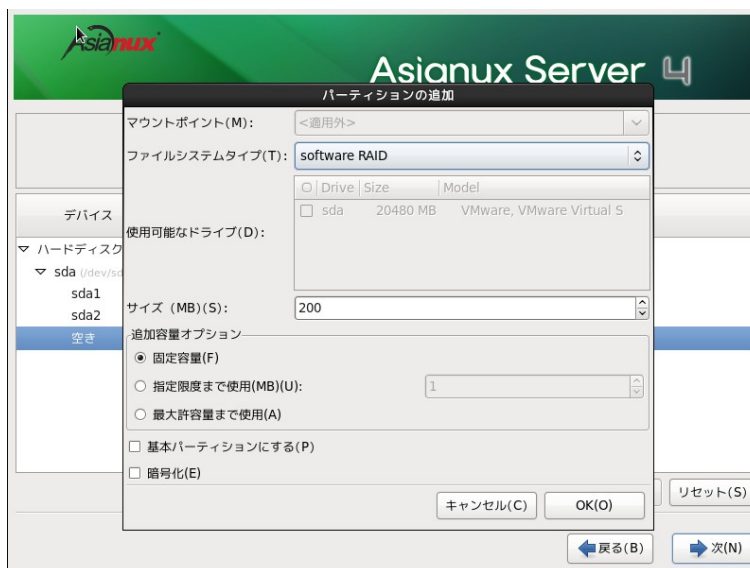 Asianux
Asianux Server 4
パーティションの追加
マウントポイント(M):
<適用外>
ファイルシステムタイプ(T):
software RAID
使用可能なドライブ(D):
Drive Size Model
sda 20480 MB VMware, VMware Virtual S
サイズ (MB)(S):
200
追加容量オプション
固定容量(F)
指定限度まで使用(MB)(U):
1
最大許容量まで使用(A)
基本パーティションにする(P)
暗号化(E)
キャンセル(C)
OK(O)
デバイス
ハードディスク
sda (/dev/sd
sda1
sda2
空き
リセット(S)
戻る(B)
次(N)